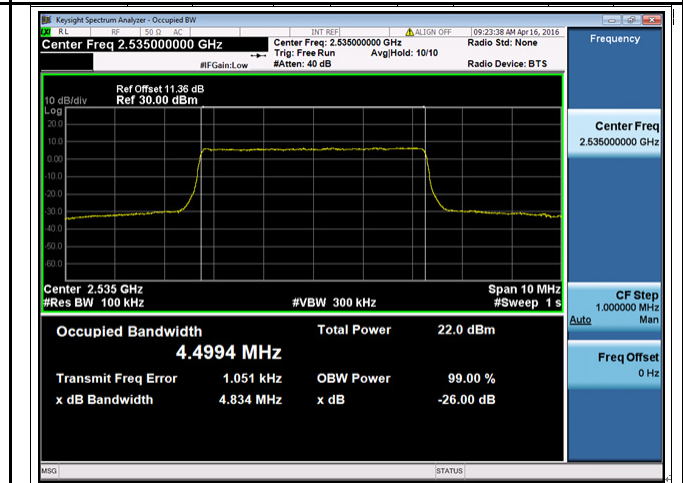 Keysight Spectrum Analyzer - Occupied BW
RL RF 50 Ω AC INT REF ALIGN OFF 09:23:38 AM Apr 16, 2016
Center Freq 2.535000000 GHz
Center Freq: 2.535000000 GHz Radio Std: None
Trig: Free Run Avg|Hold: 10/10
#IFGain:Low #Atten: 40 dB Radio Device: BTS
Ref Offset 11.36 dB
10 dB/div Ref 30.00 dBm
Log
20.0
10.0
0.00
-10.0
-20.0
-30.0
-40.0
-50.0
-60.0
Center 2.535 GHz Span 10 MHz
#Res BW 100 kHz #VBW 300 kHz #Sweep 1 s
Occupied Bandwidth Total Power 22.0 dBm
4.4994 MHz
Transmit Freq Error 1.051 kHz OBW Power 99.00 %
x dB Bandwidth 4.834 MHz x dB -26.00 dB
MSG STATUS
Frequency
Center Freq
2.535000000 GHz
CF Step
1.000000 MHz
Auto Man
Freq Offset
0 Hz